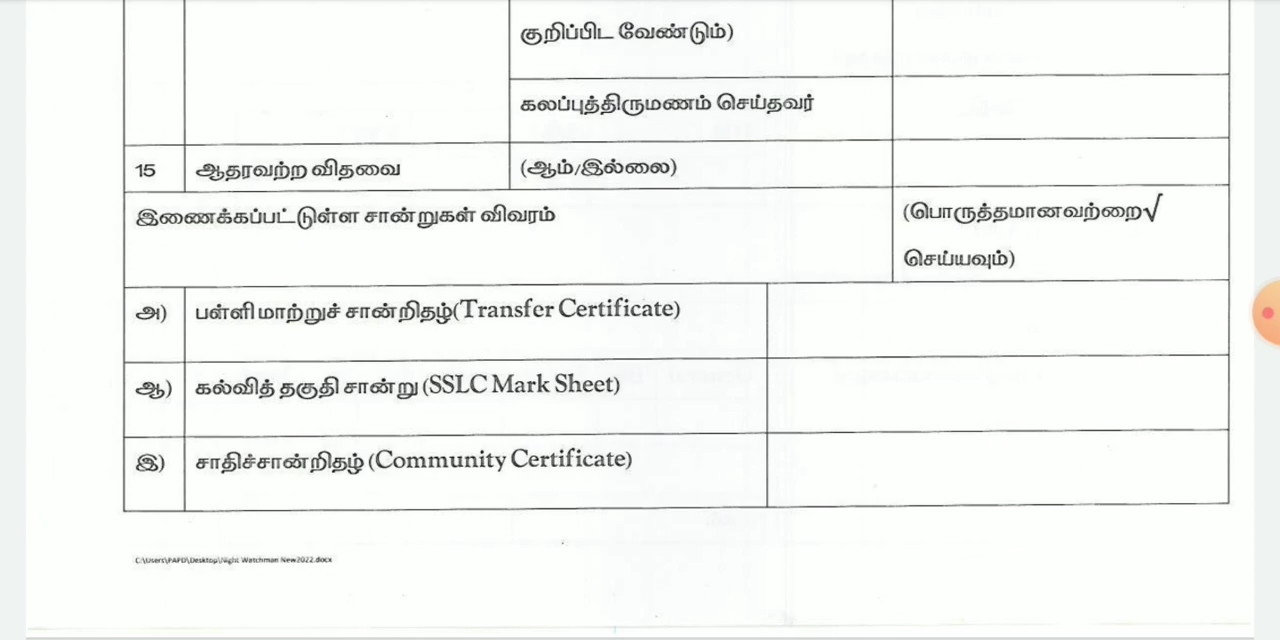 குறிப்பிட வேண்டும்)
கலப்புத்திருமணம் செய்தவர்
15 ஆதரவற்ற விதவை (ஆம்/இல்லை)
இணைக்கப்பட்டுள்ள சான்றுகள் விவரம் (பொருத்தமானவற்றை√
செய்யவும்)
அ) பள்ளி மாற்றுச் சான்றிதழ்(Transfer Certificate)
ஆ) கல்வித் தகுதி சான்று (SSLC Mark Sheet)
இ) சாதிச்சான்றிதழ் (Community Certificate)
C:\Users\PAPD\Desktop\Night Watchman New2022.docx